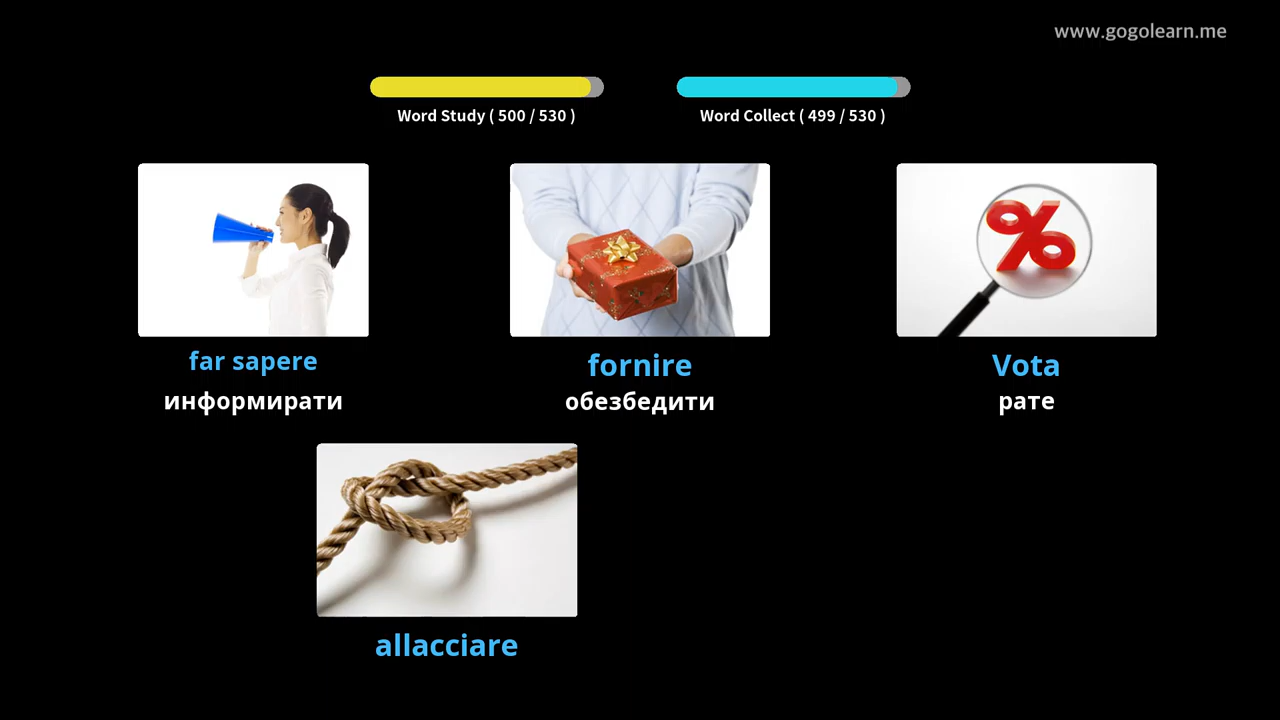 www.gogolearn.me
Word Study ( 500 / 530 )
Word Collect ( 499 / 530 )
far sapere
информирати
fornire
обезбедити
Vota
рате
allacciare